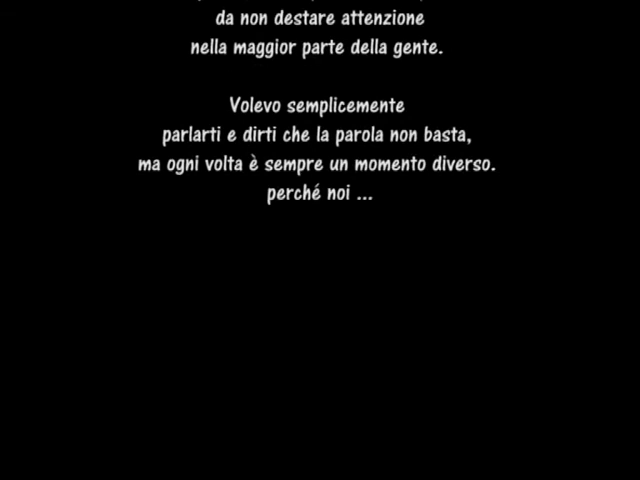 da non destare attenzione
nella maggior parte della gente.
Volevo semplicemente
parlarti e dirti che la parola non basta,
ma ogni volta è sempre un momento diverso.
perché noi ...